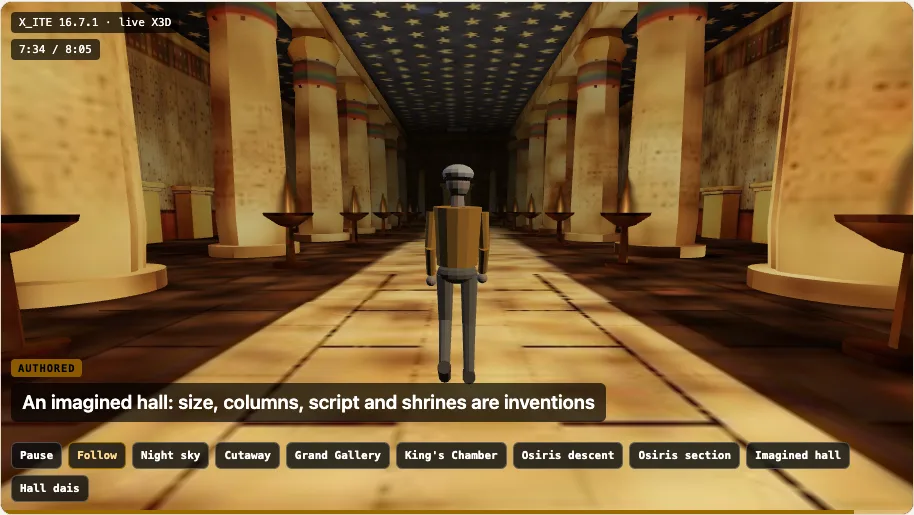 X_ITE 16.7.1 · live X3D
7:34 / 8:05
AUTHORED
An imagined hall: size, columns, script and shrines are inventions
Pause Follow Night sky Cutaway Grand Gallery King's Chamber Osiris descent Osiris section Imagined hall
Hall dais